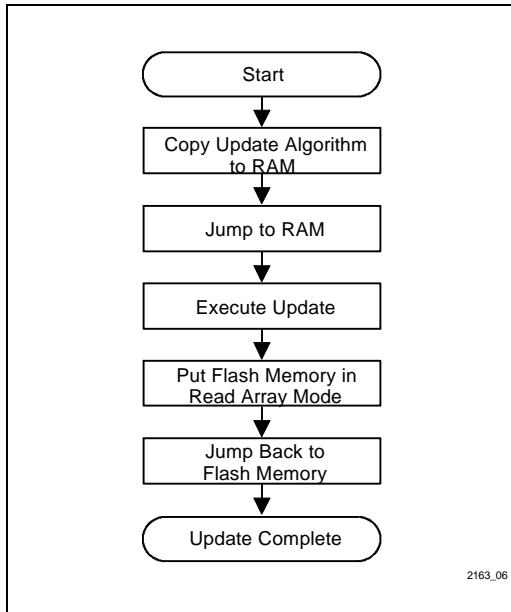 Start
Copy Update Algorithm
to RAM
Jump to RAM
Execute Update
Put Flash Memory in
Read Array Mode
Jump Back to
Flash Memory
Update Complete
2163_06